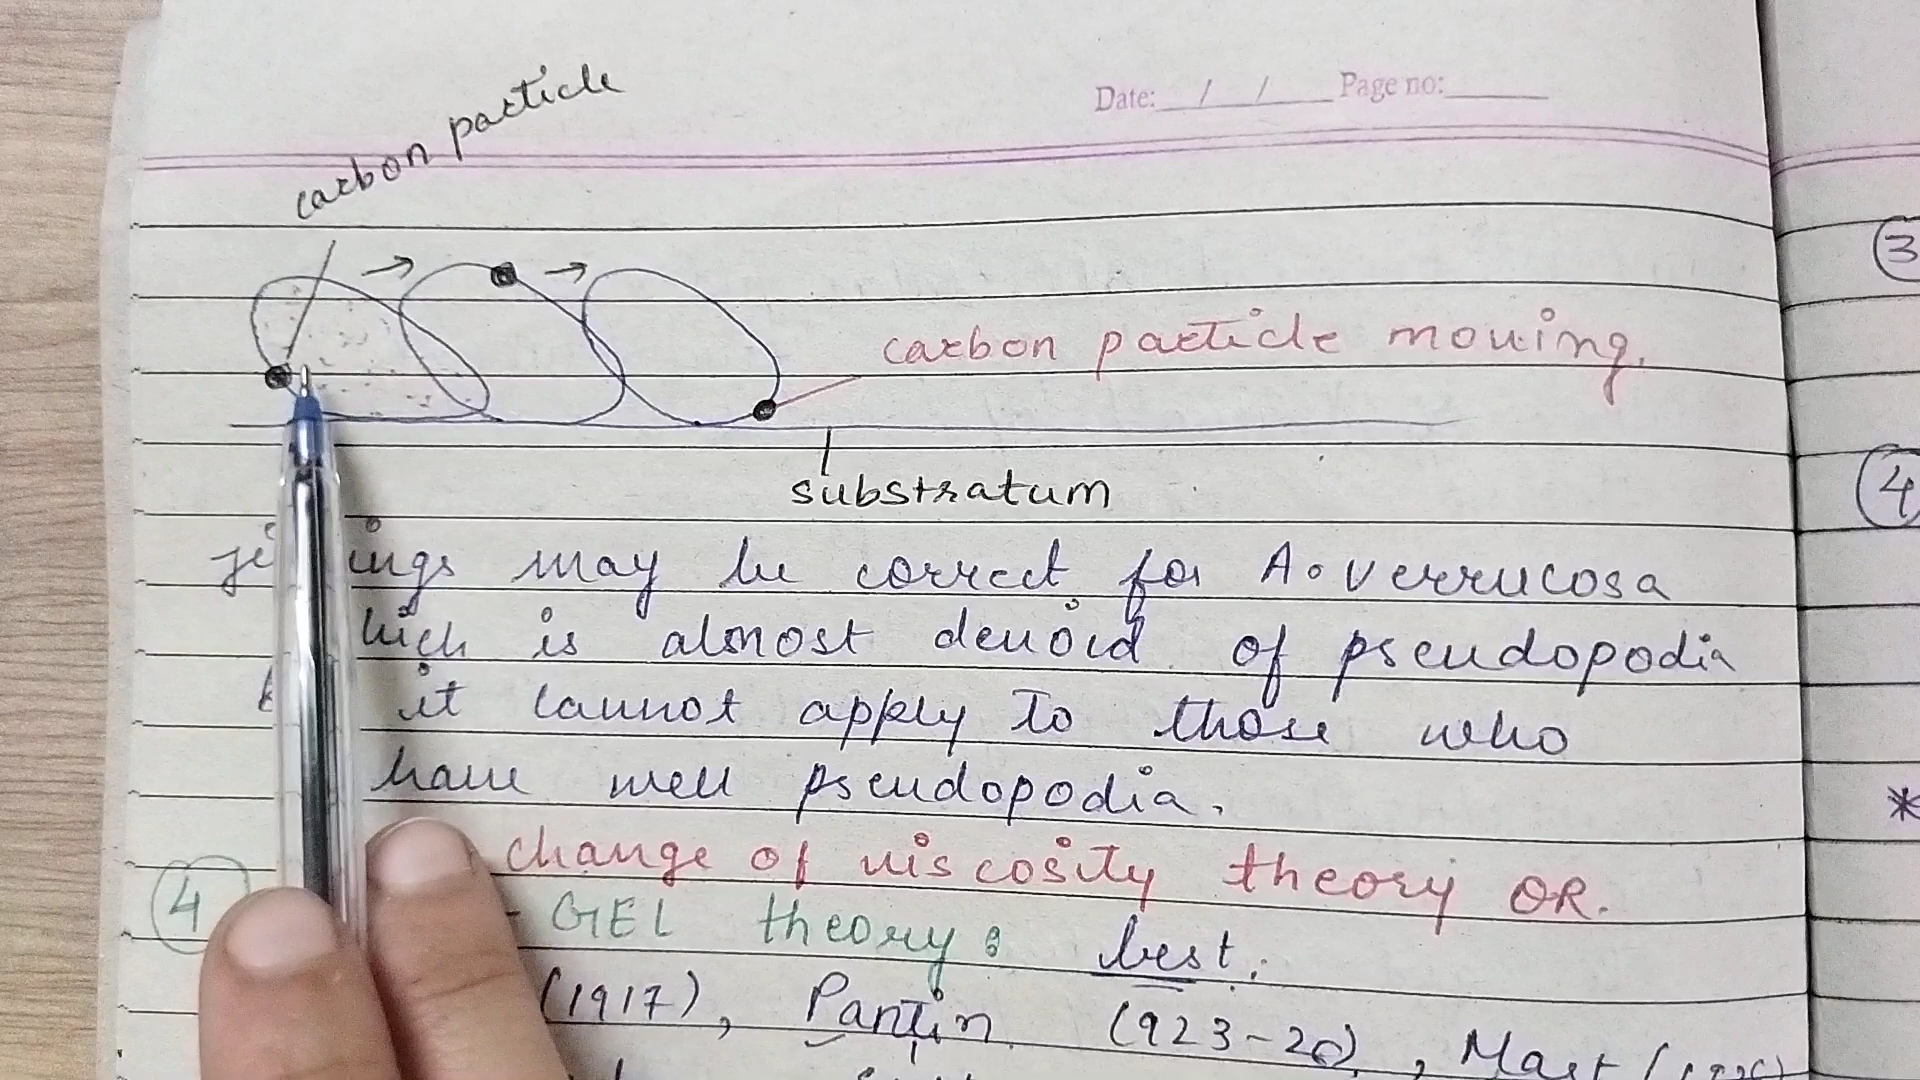 carbon particle
Date: / / Page no:
3
carbon particle moving.
substratum
4
ings may be correct for A. verrucosa
hich is almost devoid of pseudopodia
it cannot apply to those who
have well pseudopodia.
*
change of viscosity theory OR.
4
- GEL theory: best.
(1917), Pantin (923-26), Mast